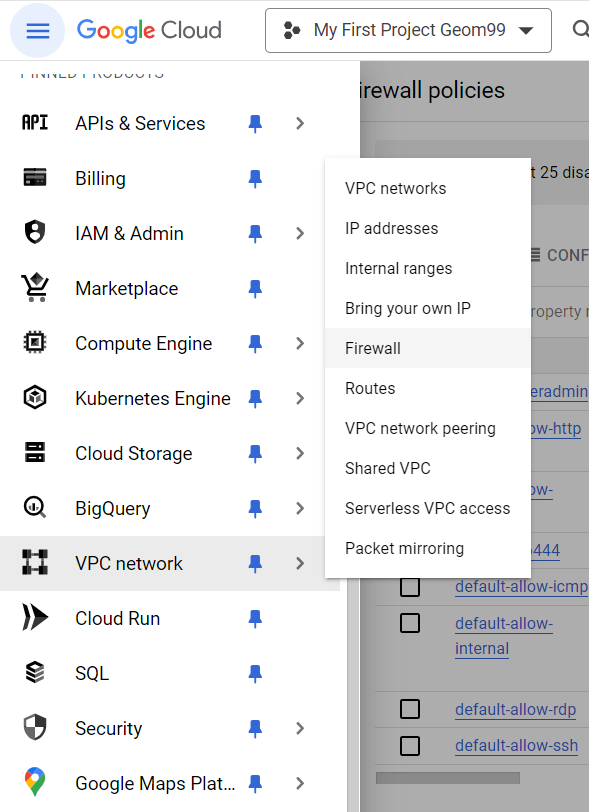 Google Cloud
My First Project Geom99
PINNED PRODUCTS
irewall policies
API APIs & Services
Billing
t 25 disa
VPC networks
IP addresses
IAM & Admin
CONF
Internal ranges
Marketplace
Bring your own IP
roperty n
Compute Engine
Firewall
Routes
eradmin
Kubernetes Engine
VPC network peering
ow-http
Cloud Storage
Shared VPC
BigQuery
Serverless VPC access
ow-
Packet mirroring
444
VPC network
default-allow-icmp
Cloud Run
default-allow-
internal
SQL
default-allow-rdp
Security
default-allow-ssh
Google Maps Plat...